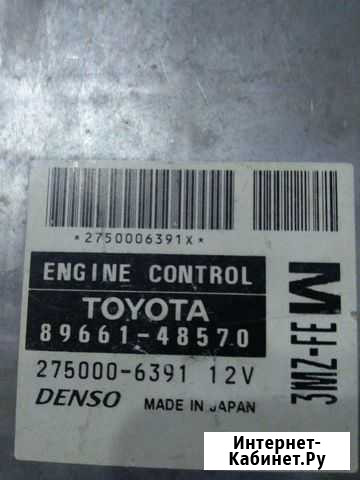 *2750006391X*
ENGINE CONTROL
TOYOTA
89661-48570
275000-6391 12V
DENSO MADE IN JAPAN
M
3MZ-FE
Интернет-
Кабинет.Ру